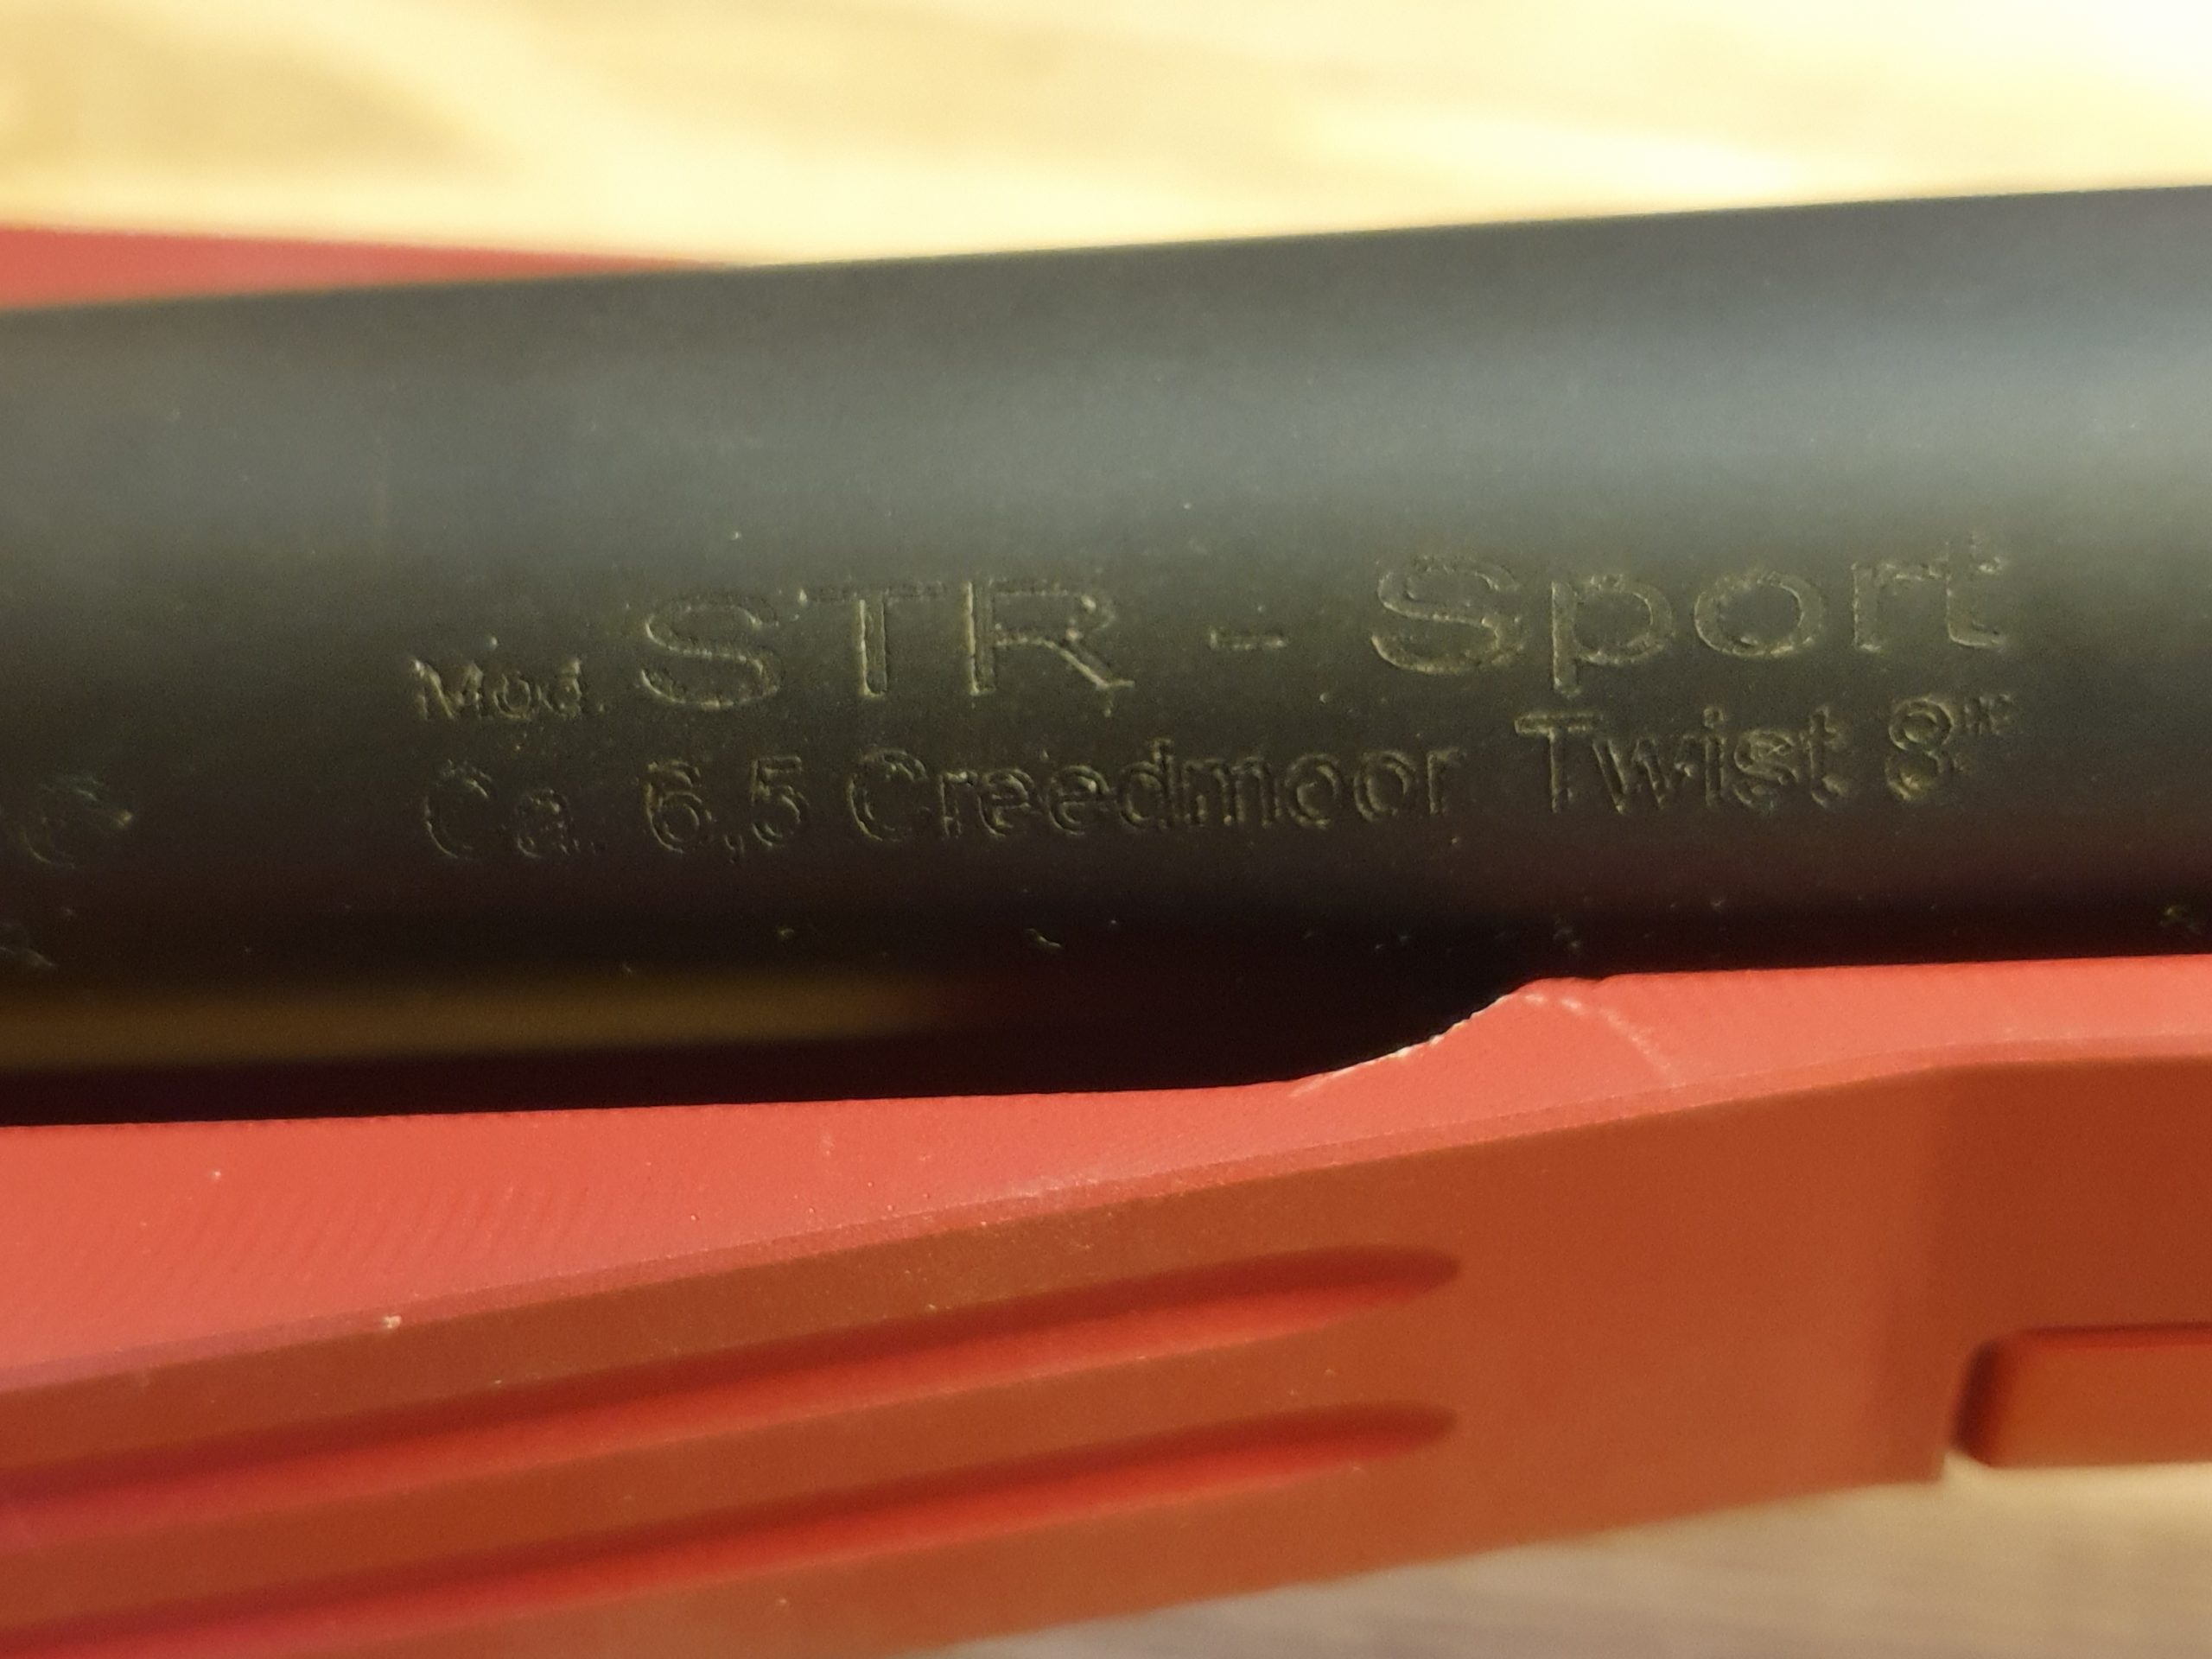 Mod. STR - Sport
Ca. 6,5 Creedmoor Twist 8"